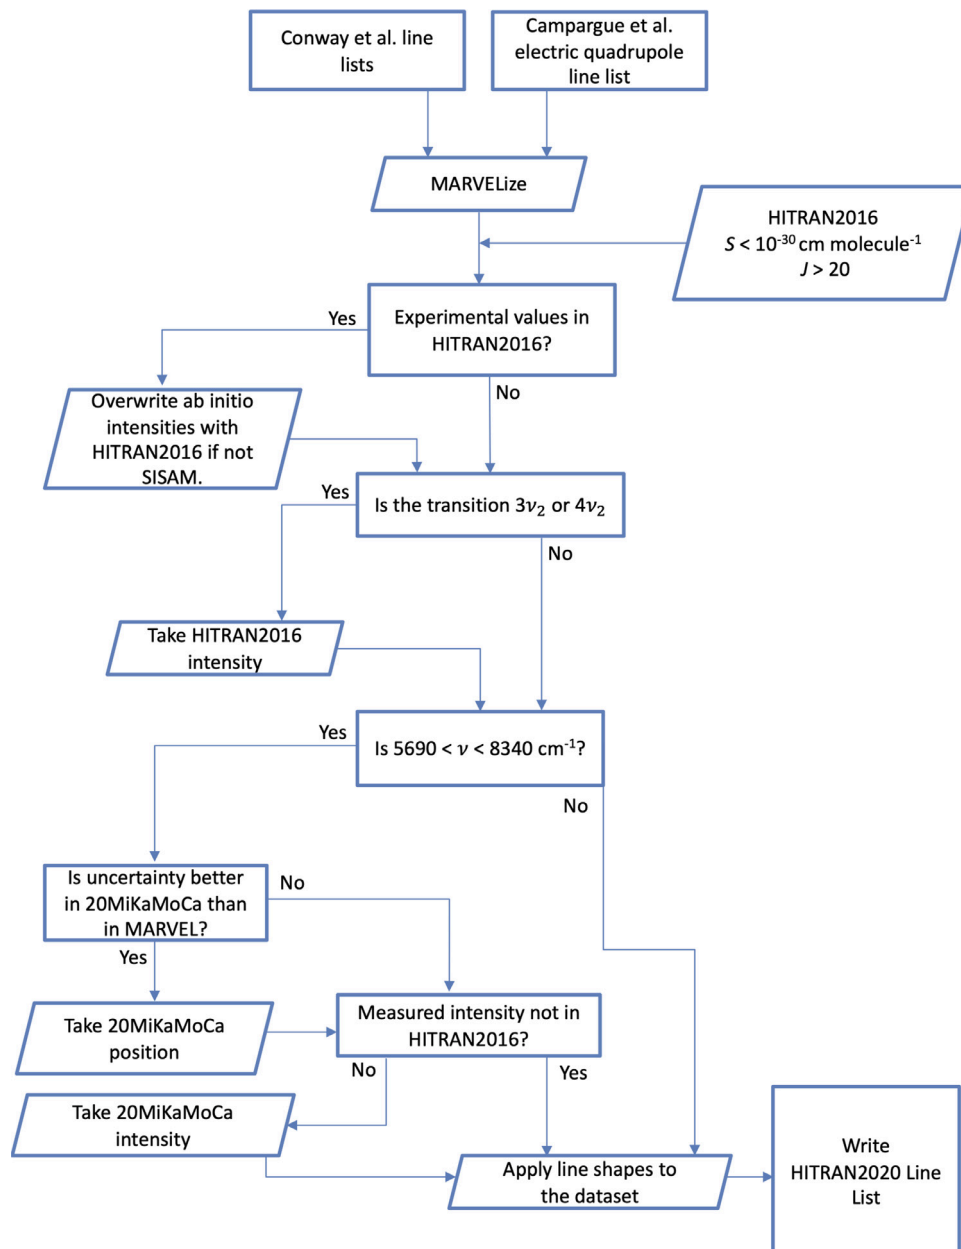 Conway et al. line
lists
Campargue et al.
electric quadrupole
line list
MARVELize
HITRAN2016
S < 10⁻³⁰ cm molecule⁻¹
J > 20
Experimental values in
HITRAN2016?
Yes
No
Overwrite ab initio
intensities with
HITRAN2016 if not
SISAM.
Is the transition 3ν₂ or 4ν₂
Yes
No
Take HITRAN2016
intensity
Is 5690 < ν < 8340 cm⁻¹?
Yes
No
Is uncertainty better
in 20MiKaMoCa than
in MARVEL?
No
Yes
Take 20MiKaMoCa
position
Measured intensity not in
HITRAN2016?
No
Yes
Take 20MiKaMoCa
intensity
Apply line shapes to
the dataset
Write
HITRAN2020 Line
List